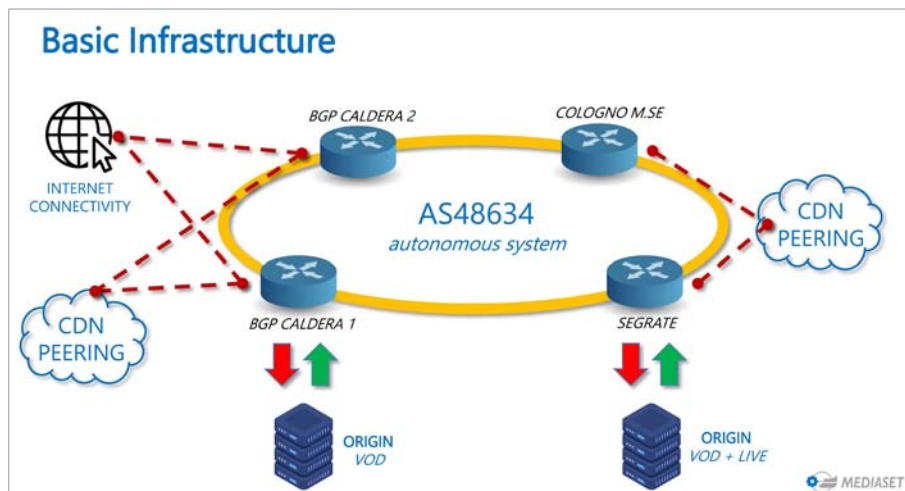 Basic Infrastructure
BGP CALDERA 2
COLOGNO M.SE
INTERNET
CONNECTIVITY
AS48634
autonomous system
CDN
PEERING
CDN
PEERING
BGP CALDERA 1
SEGRATE
ORIGIN
VOD
ORIGIN
VOD + LIVE
MEDIASET